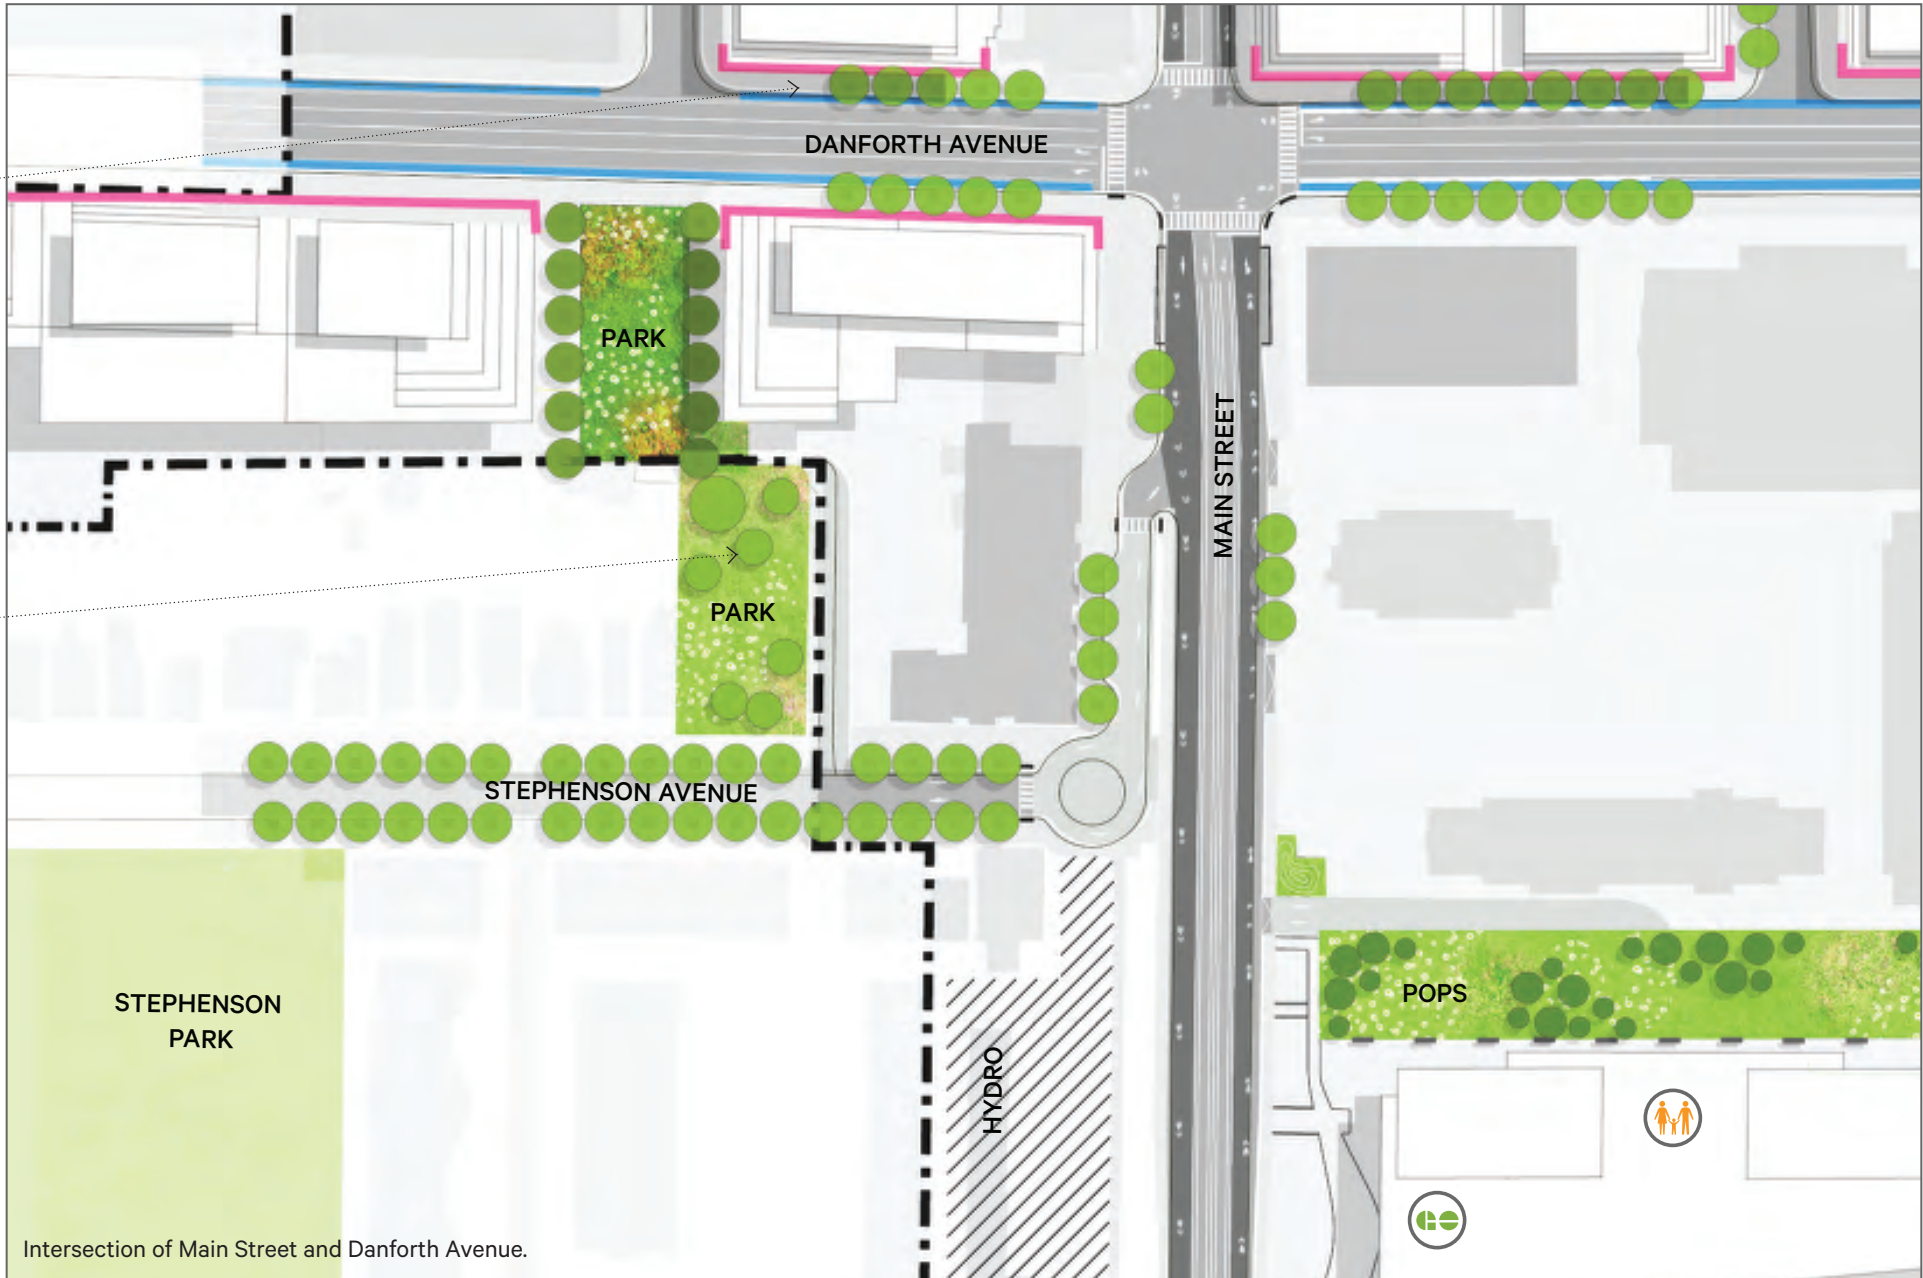 DANFORTH AVENUE
PARK
MAIN STREET
PARK
STEPHENSON AVENUE
STEPHENSON
PARK
POPS
HYDRO
GO
Intersection of Main Street and Danforth Avenue.